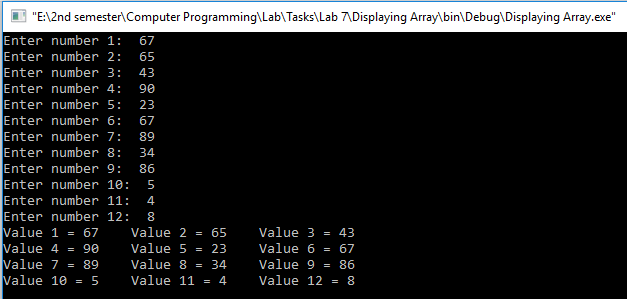 "E:\2nd semester\Computer Programming\Lab\Tasks\Lab 7\Displaying Array\bin\Debug\Displaying Array.exe"
Enter number 1:  67
Enter number 2:  65
Enter number 3:  43
Enter number 4:  90
Enter number 5:  23
Enter number 6:  67
Enter number 7:  89
Enter number 8:  34
Enter number 9:  86
Enter number 10:  5
Enter number 11:  4
Enter number 12:  8
Value 1 = 67    Value 2 = 65    Value 3 = 43
Value 4 = 90    Value 5 = 23    Value 6 = 67
Value 7 = 89    Value 8 = 34    Value 9 = 86
Value 10 = 5    Value 11 = 4    Value 12 = 8